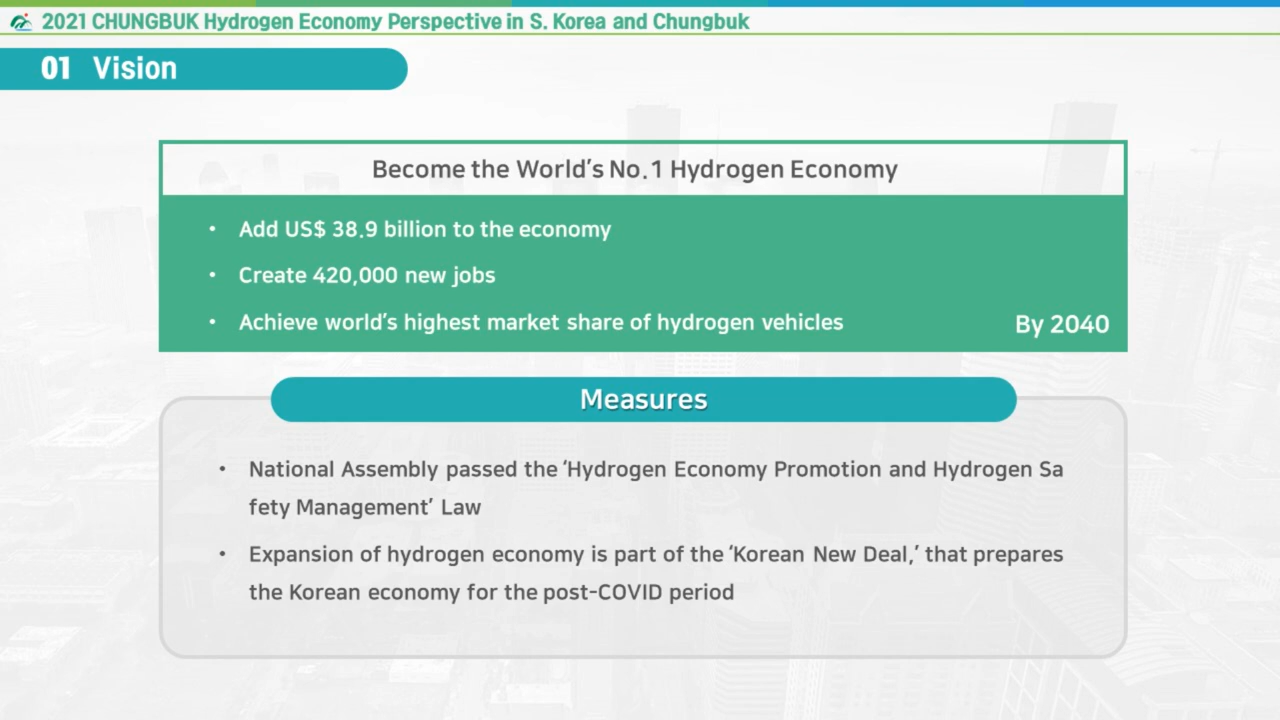 2021 CHUNGBUK Hydrogen Economy Perspective in S. Korea and Chungbuk
01 Vision
Become the World's No.1 Hydrogen Economy
• Add US$ 38.9 billion to the economy
• Create 420,000 new jobs
• Achieve world's highest market share of hydrogen vehicles
By 2040
Measures
• National Assembly passed the 'Hydrogen Economy Promotion and Hydrogen Sa
fety Management' Law
• Expansion of hydrogen economy is part of the 'Korean New Deal,' that prepares
the Korean economy for the post-COVID period